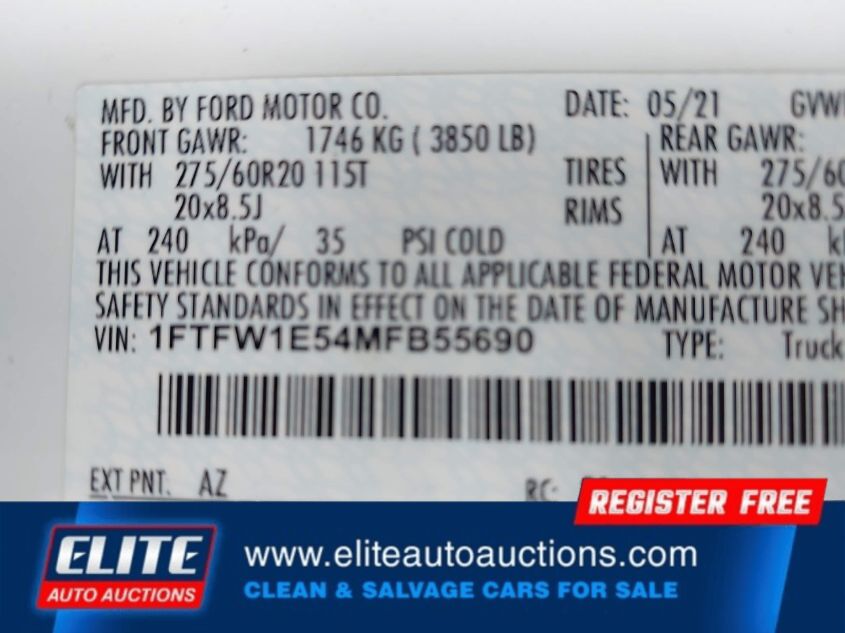 MFD. BY FORD MOTOR CO. DATE: 05/21
FRONT GAWR: 1746 KG ( 3850 LB) REAR GAWR:
WITH 275/60R20 115T TIRES WITH
20x8.5J RIMS
AT 240 kPa/ 35 PSI COLD AT 240
THIS VEHICLE CONFORMS TO ALL APPLICABLE FEDERAL MOTOR
SAFETY STANDARDS IN EFFECT ON THE DATE OF MANUFACTURE
VIN: 1FTFW1E54MFB55690 TYPE: Truck
EXT PNT. AZ RC:
REGISTER FREE
ELITE
AUTO AUCTIONS
www.eliteautoauctions.com
CLEAN & SALVAGE CARS FOR SALE